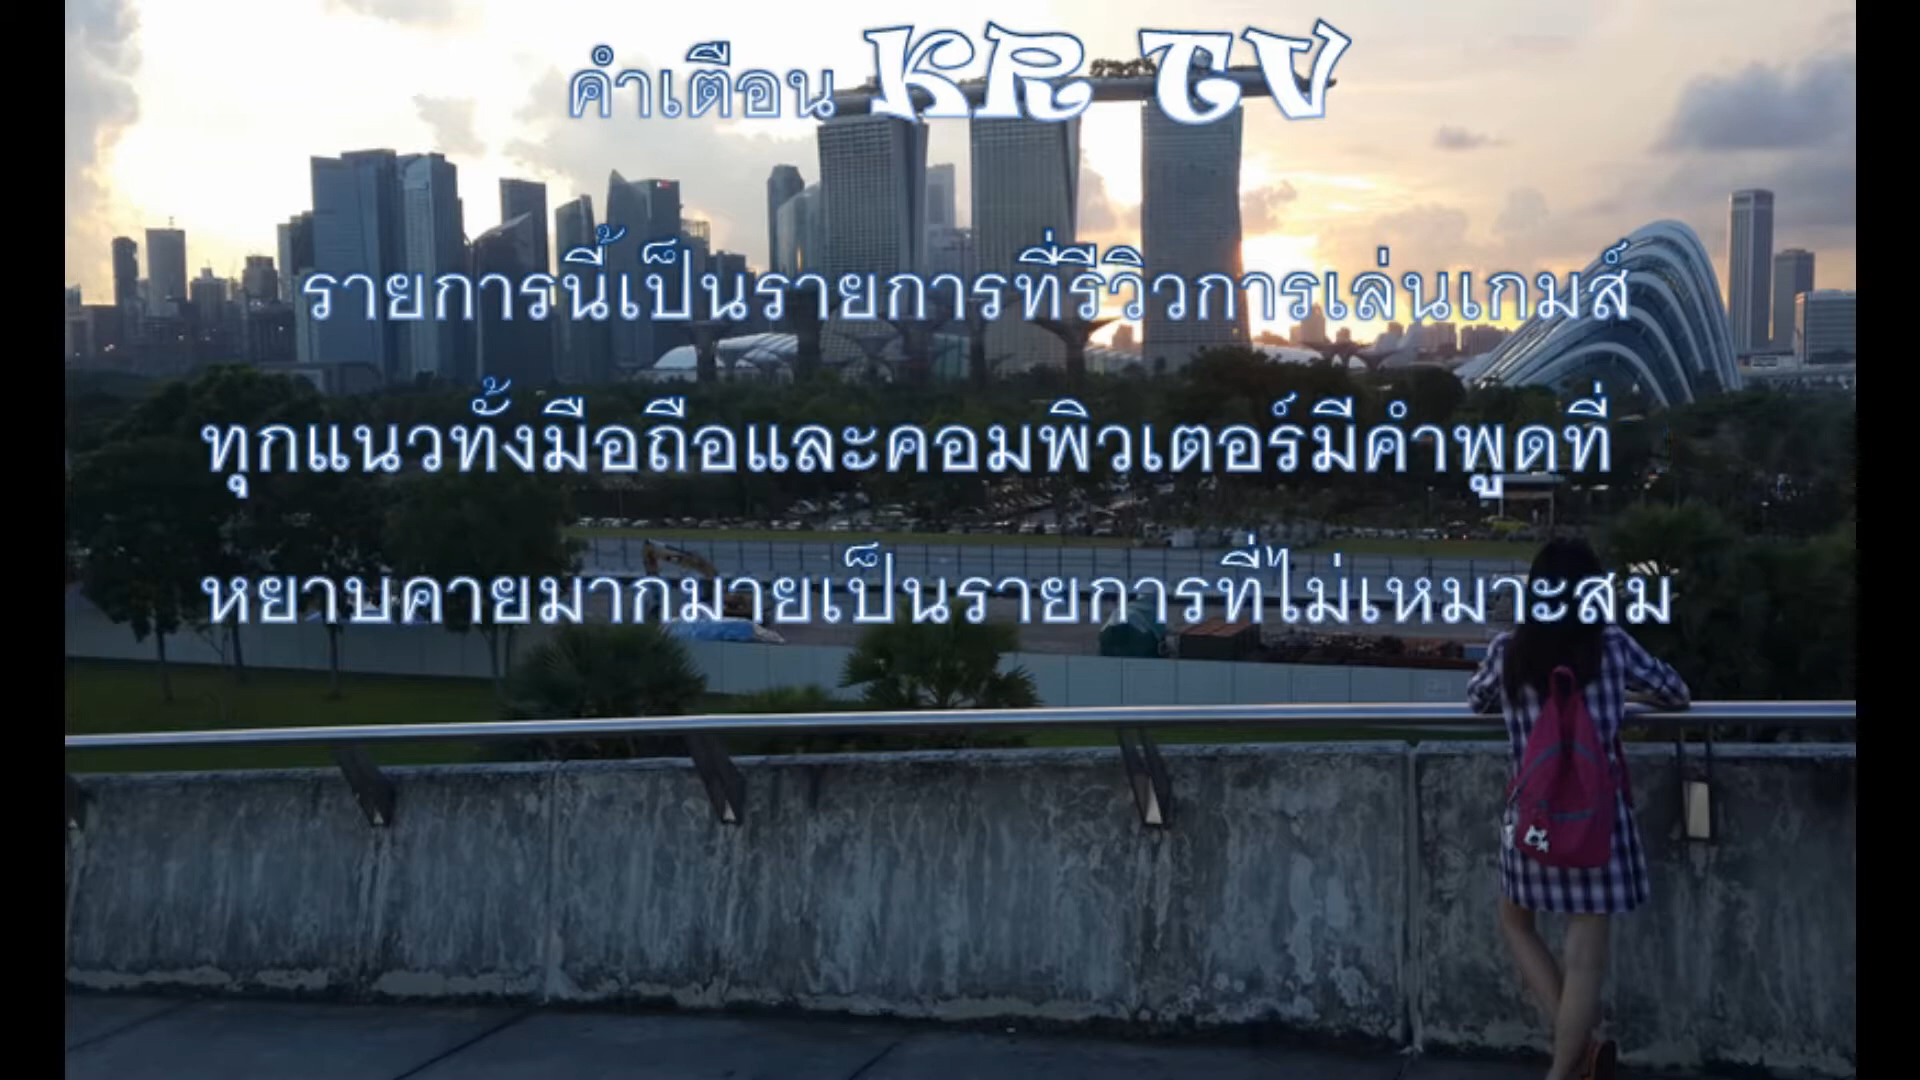 คำเตือน KR TV
รายการนี้เป็นรายการที่รีวิวการเล่นเกมส์
ทุกแนวทั้งมือถือและคอมพิวเตอร์มีคำพูดที่
หยาบคายมากมายเป็นรายการที่ไม่เหมาะสม